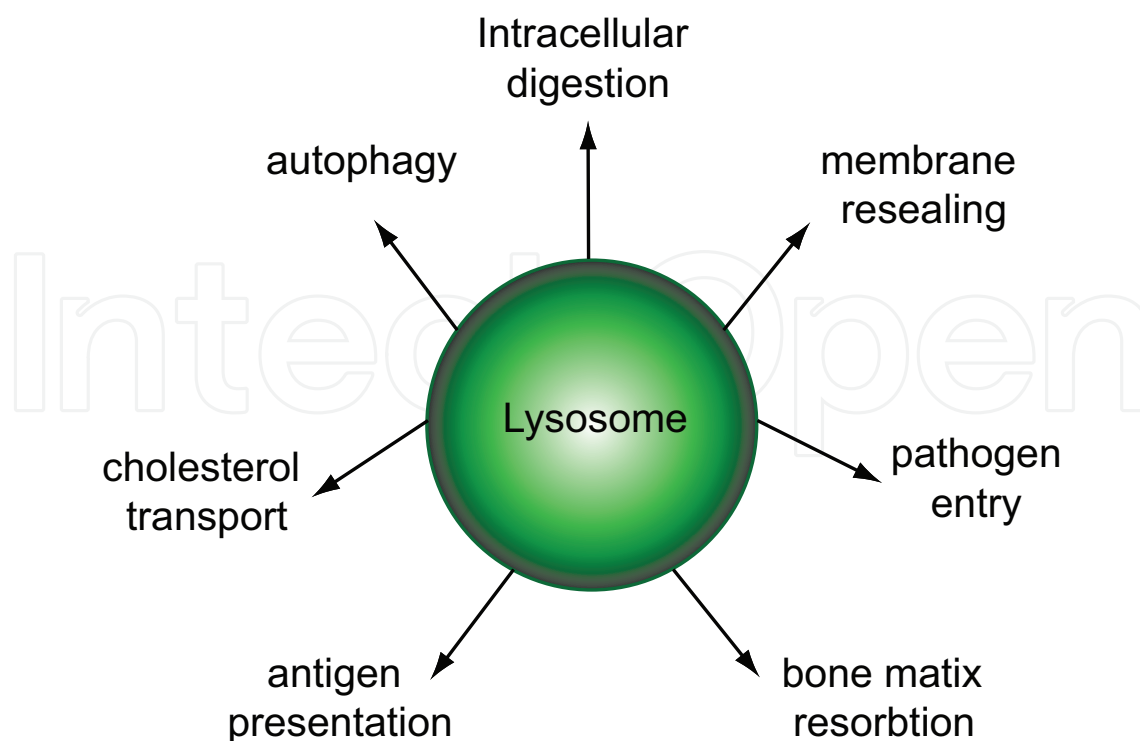 Intracellular
digestion
autophagy
membrane
resealing
IntechOpen
Lysosome
cholesterol
transport
pathogen
entry
antigen
presentation
bone matix
resorbtion